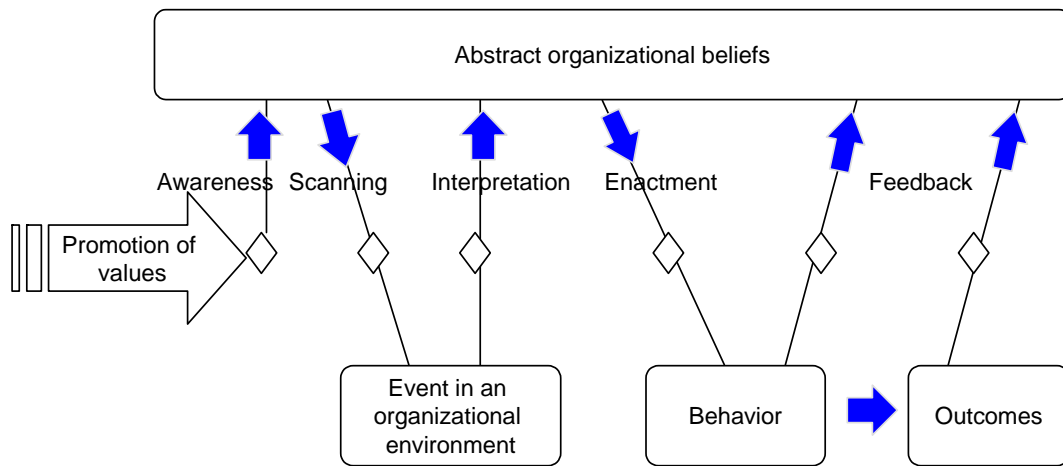 Abstract organizational beliefs
Awareness
Scanning
Interpretation
Enactment
Feedback
Promotion of
values
Event in an
organizational
environment
Behavior
Outcomes